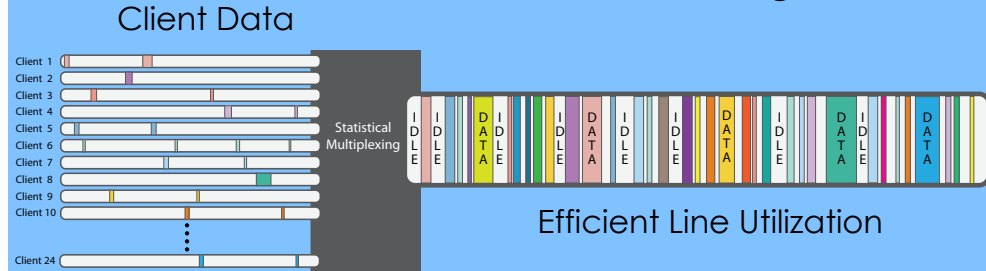 Client Data
Client 1
Client 2
Client 3
Client 4
Client 5
Client 6
Client 7
Client 8
Client 9
Client 10
Client 24
Statistical
Multiplexing
IDLE
IDLE
DATA
IDLE
IDLE
DATA
IDLE
IDLE
DATA
IDLE
DATA
IDLE
DATA
Efficient Line Utilization